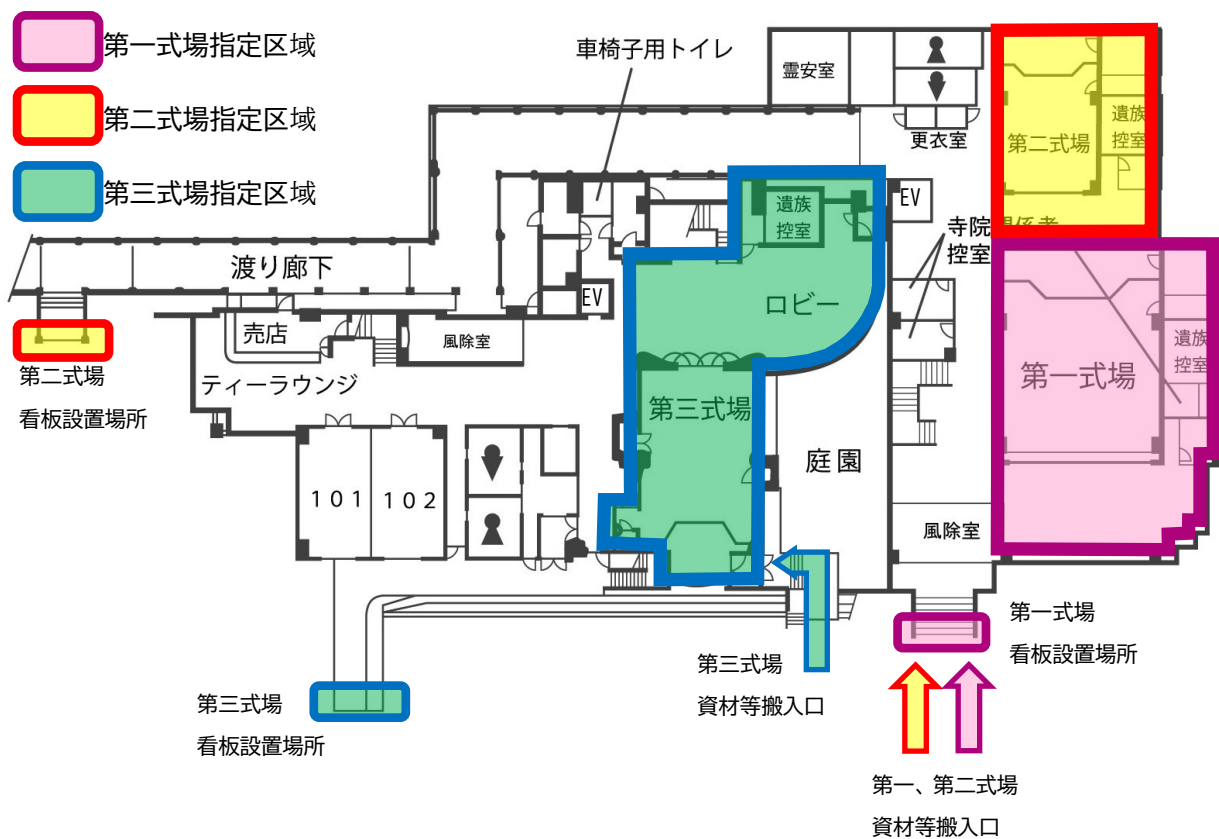 第一式場指定区域
第二式場指定区域
第三式場指定区域
車椅子用トイレ
霊安室
更衣室
第二式場
遺族
控室
EV
遺族
控室
寺院関係者
控室
渡り廊下
EV
ロビー
売店
風除室
第二式場
看板設置場所
ティーラウンジ
第三式場
第一式場
遺族
控室
庭園
101
102
風除室
第一式場
看板設置場所
第三式場
資材等搬入口
第三式場
看板設置場所
第一、第二式場
資材等搬入口